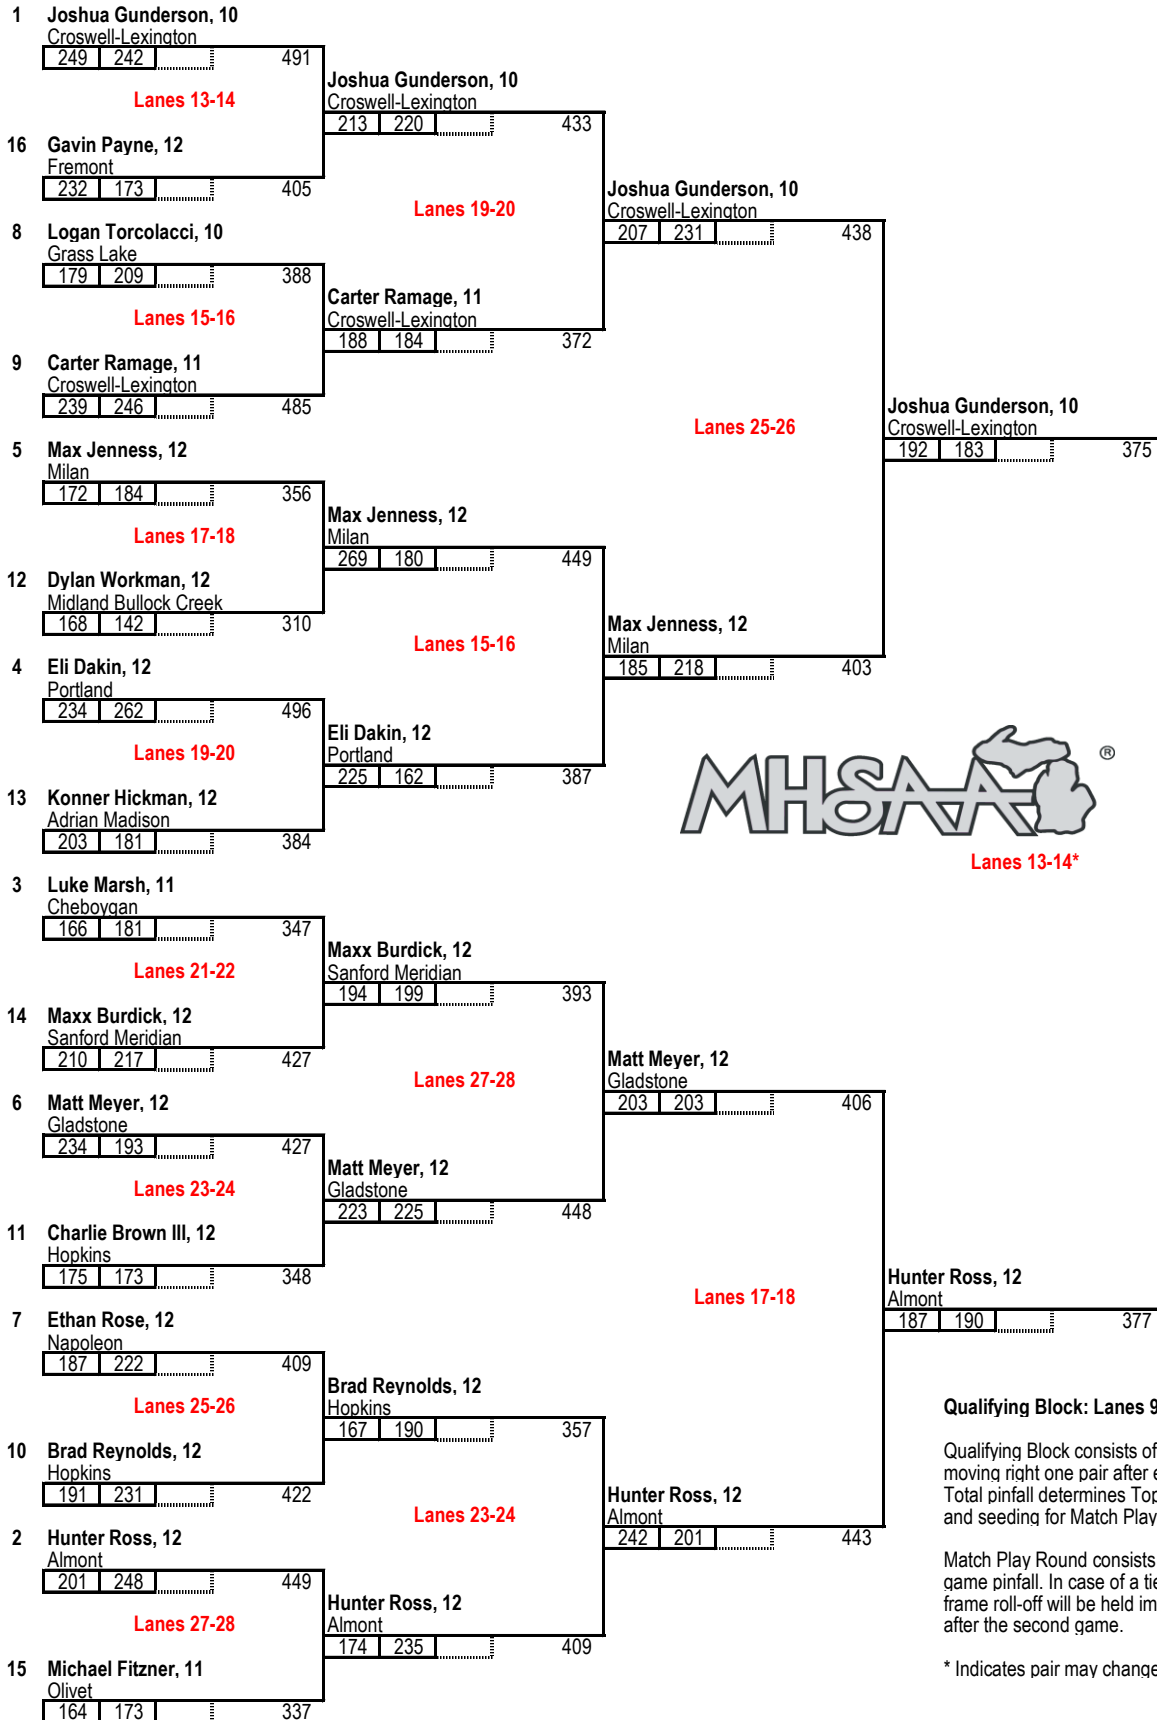 1 Joshua Gunderson, 10
Croswell-Lexington
249 242 491
Lanes 13-14
16 Gavin Payne, 12
Fremont
232 173 405
8 Logan Torcolacci, 10
Grass Lake
179 209 388
Lanes 15-16
9 Carter Ramage, 11
Croswell-Lexington
239 246 485
5 Max Jenness, 12
Milan
172 184 356
Lanes 17-18
12 Dylan Workman, 12
Midland Bullock Creek
168 142 310
4 Eli Dakin, 12
Portland
234 262 496
Lanes 19-20
13 Konner Hickman, 12
Adrian Madison
203 181 384
3 Luke Marsh, 11
Cheboygan
166 181 347
Lanes 21-22
14 Maxx Burdick, 12
Sanford Meridian
210 217 427
6 Matt Meyer, 12
Gladstone
234 193 427
Lanes 23-24
11 Charlie Brown III, 12
Hopkins
175 173 348
7 Ethan Rose, 12
Napoleon
187 222 409
Lanes 25-26
10 Brad Reynolds, 12
Hopkins
191 231 422
2 Hunter Ross, 12
Almont
201 248 449
Lanes 27-28
15 Michael Fitzner, 11
Olivet
164 173 337
Joshua Gunderson, 10
Croswell-Lexington
213 220 433
Lanes 19-20
Carter Ramage, 11
Croswell-Lexington
188 184 372
Max Jenness, 12
Milan
269 180 449
Lanes 15-16
Eli Dakin, 12
Portland
225 162 387
Maxx Burdick, 12
Sanford Meridian
194 199 393
Lanes 27-28
Matt Meyer, 12
Gladstone
223 225 448
Brad Reynolds, 12
Hopkins
167 190 357
Lanes 23-24
Hunter Ross, 12
Almont
174 235 409
Joshua Gunderson, 10
Croswell-Lexington
207 231 438
Lanes 25-26
Max Jenness, 12
Milan
185 218 403
Matt Meyer, 12
Gladstone
203 203 406
Lanes 17-18
Hunter Ross, 12
Almont
242 201 443
Joshua Gunderson, 10
Croswell-Lexington
192 183 375
MHSAA ®
Lanes 13-14*
Hunter Ross, 12
Almont
187 190 377
Qualifying Block: Lanes 9
Qualifying Block consists of
moving right one pair after e
Total pinfall determines Top
and seeding for Match Play
Match Play Round consists
game pinfall. In case of a tie
frame roll-off will be held im
after the second game.
* Indicates pair may change